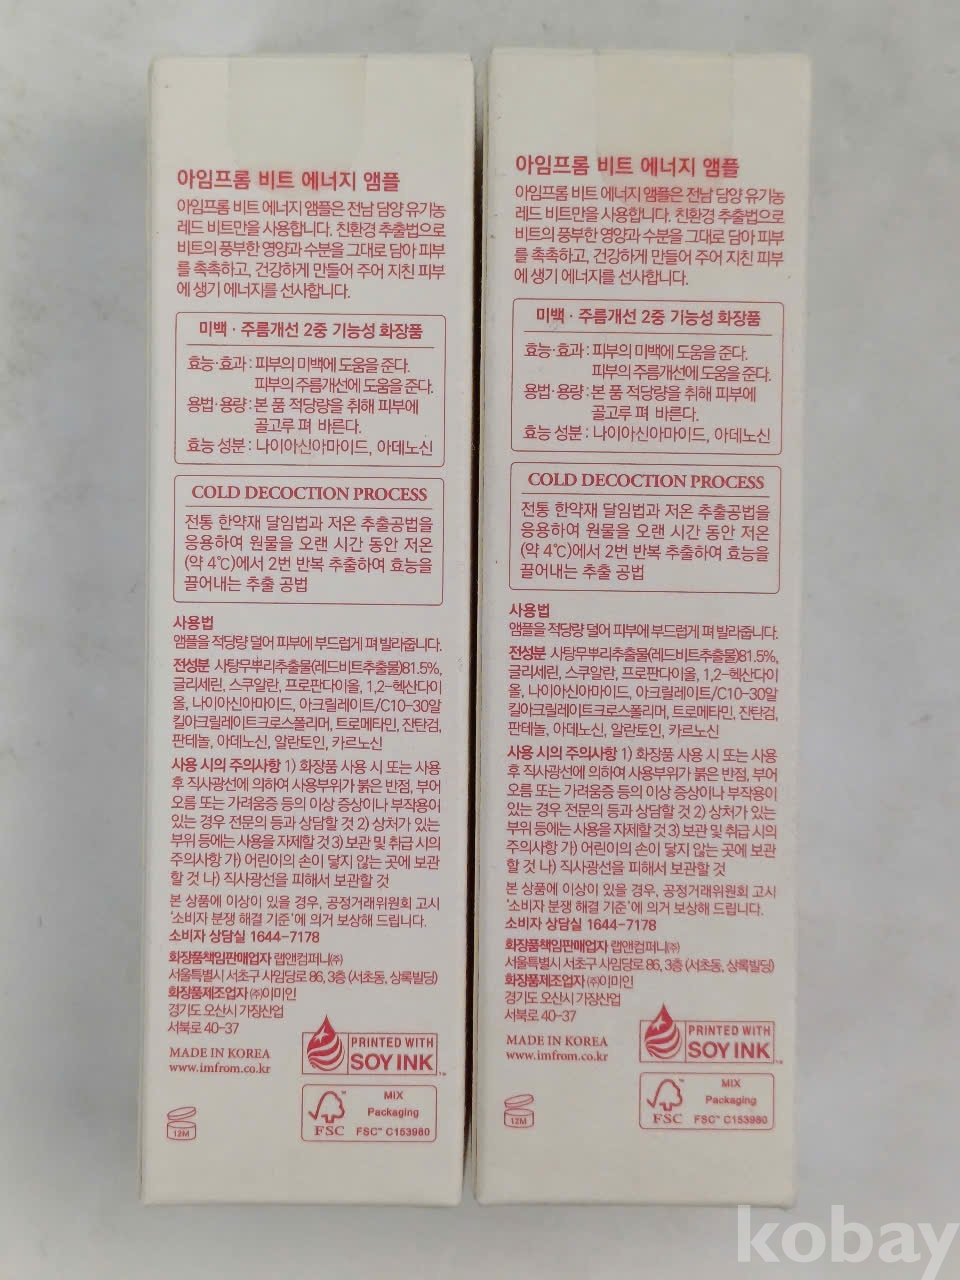 아임프롬 비트 에너지 앰플
아임프롬 비트 에너지 앰플은 전남 담양 유기농
레드 비트만을 사용합니다. 친환경 추출법으로
비트의 풍부한 영양과 수분을 그대로 담아 피부
를 촉촉하고, 건강하게 만들어 주어 지친 피부
에 생기 에너지를 선사합니다.
미백 · 주름개선 2중 기능성 화장품
효능·효과 : 피부의 미백에 도움을 준다.
피부의 주름개선에 도움을 준다.
용법·용량 : 본 품 적당량을 취해 피부에
골고루 펴 바른다.
효능 성분 : 나이아신아마이드, 아데노신
COLD DECOCTION PROCESS
전통 한약재 달임법과 저온 추출공법을
응용하여 원물을 오랜 시간 동안 저온
(약 4℃)에서 2번 반복 추출하여 효능을
끌어내는 추출 공법
사용법
앰플을 적당량 덜어 피부에 부드럽게 펴 발라줍니다.
전성분 사탕무뿌리추출물(레드비트추출물)81.5%,
글리세린, 스쿠알란, 프로판다이올, 1,2-헥산다이
올, 나이아신아마이드, 아크릴레이트/C10-30알
킬아크릴레이트크로스폴리머, 트로메타민, 잔탄검,
판테놀, 아데노신, 알란토인, 카르노신
사용 시의 주의사항 1) 화장품 사용 시 또는 사용
후 직사광선에 의하여 사용부위가 붉은 반점, 부어
오름 또는 가려움증 등의 이상 증상이나 부작용이
있는 경우 전문의 등과 상담할 것 2) 상처가 있는
부위 등에는 사용을 자제할 것 3) 보관 및 취급 시의
주의사항 가) 어린이의 손이 닿지 않는 곳에 보관
할 것 나) 직사광선을 피해서 보관할 것
본 상품에 이상이 있을 경우, 공정거래위원회 고시
'소비자 분쟁 해결 기준'에 의거 보상해 드립니다.
소비자 상담실 1644-7178
화장품책임판매업자 랩앤컴퍼니㈜
서울특별시 서초구 사임당로 86, 3층 (서초동, 상록빌딩)
화장품제조업자 ㈜이미인
경기도 오산시 가장산업
서북로 40-37
MADE IN KOREA
www.imfrom.co.kr
PRINTED WITH
SOY INK
12M
FSC
MIX
Packaging
FSC™ C153980
아임프롬 비트 에너지 앰플
아임프롬 비트 에너지 앰플은 전남 담양 유기농
레드 비트만을 사용합니다. 친환경 추출법으로
비트의 풍부한 영양과 수분을 그대로 담아 피부
를 촉촉하고, 건강하게 만들어 주어 지친 피부
에 생기 에너지를 선사합니다.
미백 · 주름개선 2중 기능성 화장품
효능·효과 : 피부의 미백에 도움을 준다.
피부의 주름개선에 도움을 준다.
용법·용량 : 본 품 적당량을 취해 피부에
골고루 펴 바른다.
효능 성분 : 나이아신아마이드, 아데노신
COLD DECOCTION PROCESS
전통 한약재 달임법과 저온 추출공법을
응용하여 원물을 오랜 시간 동안 저온
(약 4℃)에서 2번 반복 추출하여 효능을
끌어내는 추출 공법
사용법
앰플을 적당량 덜어 피부에 부드럽게 펴 발라줍니다.
전성분 사탕무뿌리추출물(레드비트추출물)81.5%,
글리세린, 스쿠알란, 프로판다이올, 1,2-헥산다이
올, 나이아신아마이드, 아크릴레이트/C10-30알
킬아크릴레이트크로스폴리머, 트로메타민, 잔탄검,
판테놀, 아데노신, 알란토인, 카르노신
사용 시의 주의사항 1) 화장품 사용 시 또는 사용
후 직사광선에 의하여 사용부위가 붉은 반점, 부어
오름 또는 가려움증 등의 이상 증상이나 부작용이
있는 경우 전문의 등과 상담할 것 2) 상처가 있는
부위 등에는 사용을 자제할 것 3) 보관 및 취급 시의
주의사항 가) 어린이의 손이 닿지 않는 곳에 보관
할 것 나) 직사광선을 피해서 보관할 것
본 상품에 이상이 있을 경우, 공정거래위원회 고시
'소비자 분쟁 해결 기준'에 의거 보상해 드립니다.
소비자 상담실 1644-7178
화장품책임판매업자 랩앤컴퍼니㈜
서울특별시 서초구 사임당로 86, 3층 (서초동, 상록빌딩)
화장품제조업자 ㈜이미인
경기도 오산시 가장산업
서북로 40-37
MADE IN KOREA
www.imfrom.co.kr
PRINTED WITH
SOY INK
12M
FSC
MIX
Packaging
FSC™ C153980
kobay